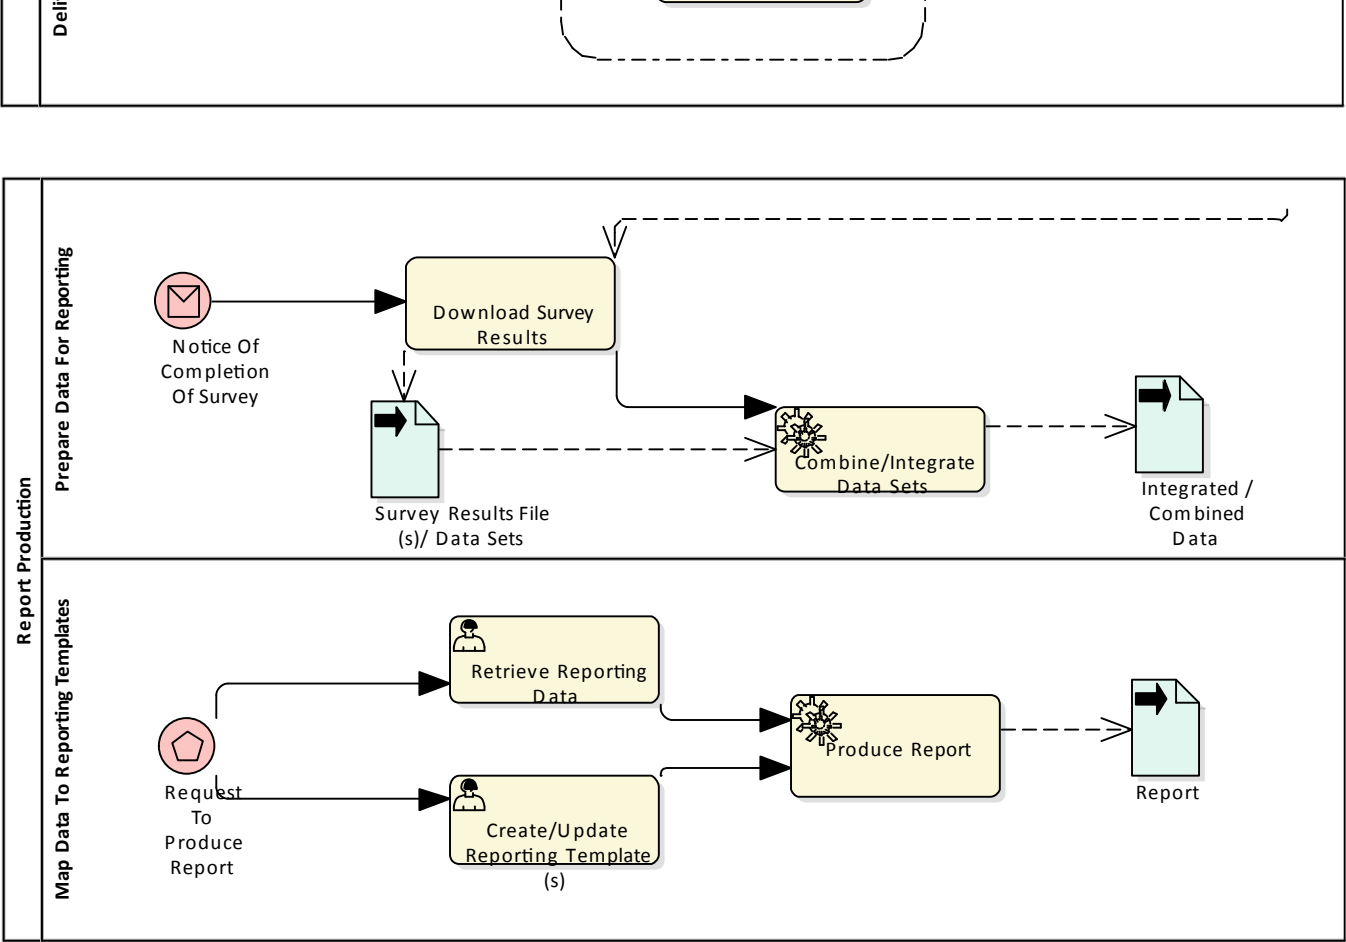 Deli
Report Production
Prepare Data For Reporting
Notice Of
Completion
Of Survey
Download Survey
Results
Survey Results File
(s)/ Data Sets
Combine/Integrate
Data Sets
Integrated /
Combined
Data
Map Data To Reporting Templates
Request
To
Produce
Report
Retrieve Reporting
Data
Create/Update
Reporting Template
(s)
Produce Report
Report